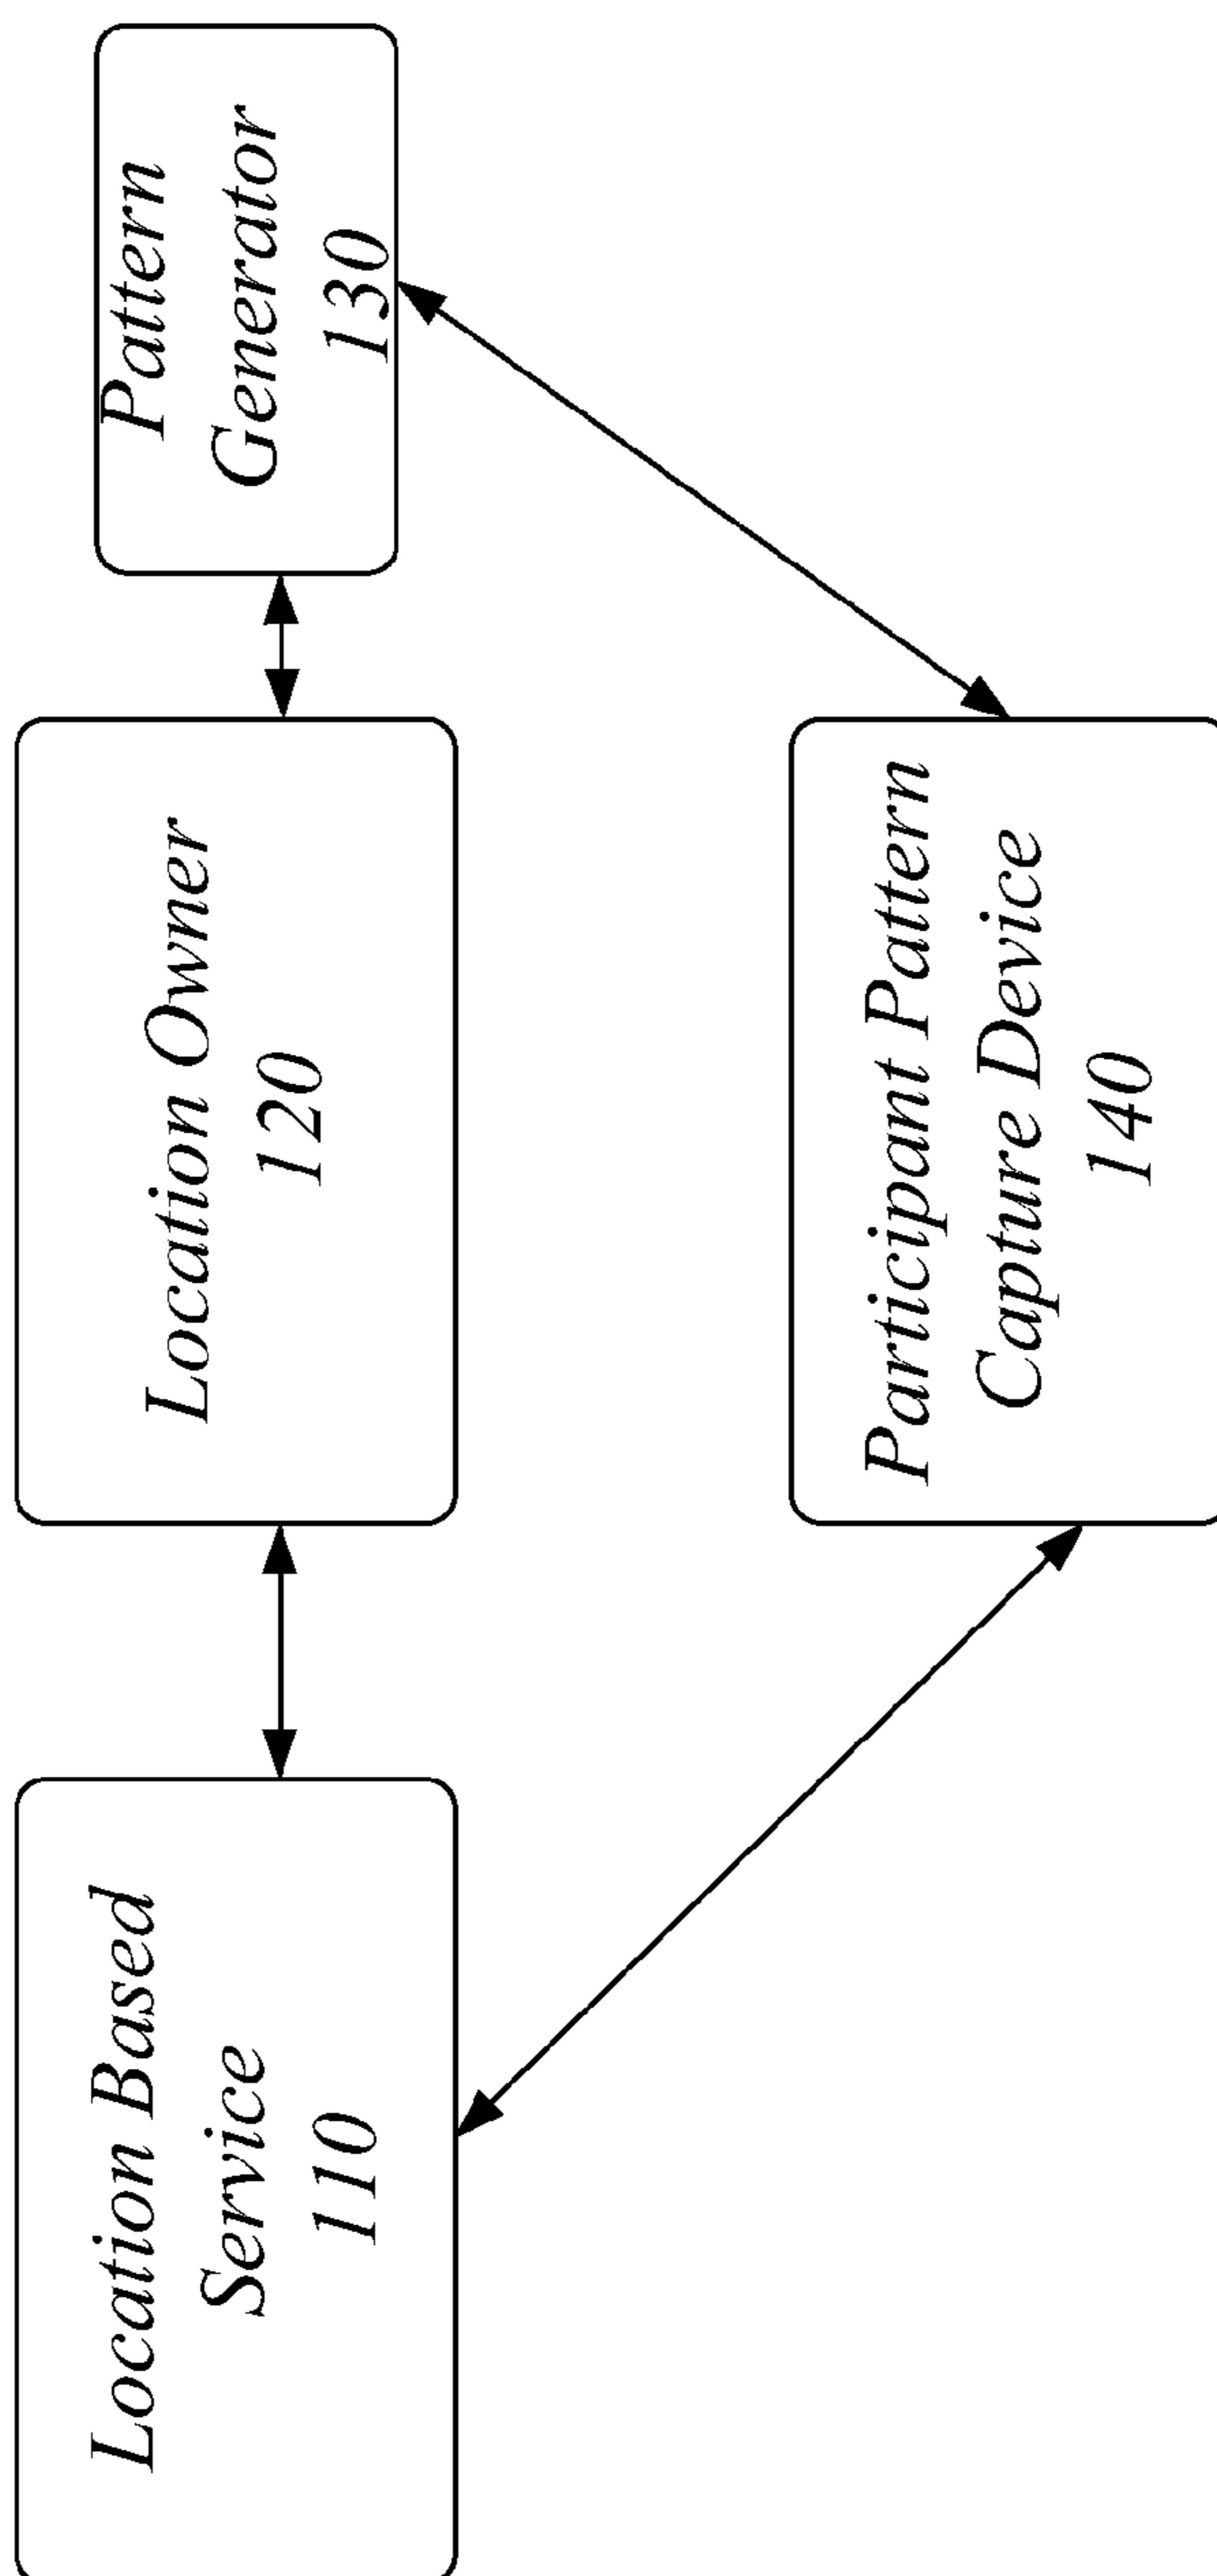 Location Based
Service
110
Location Owner
120
Pattern
Generator
130
Participant Pattern
Capture Device
140